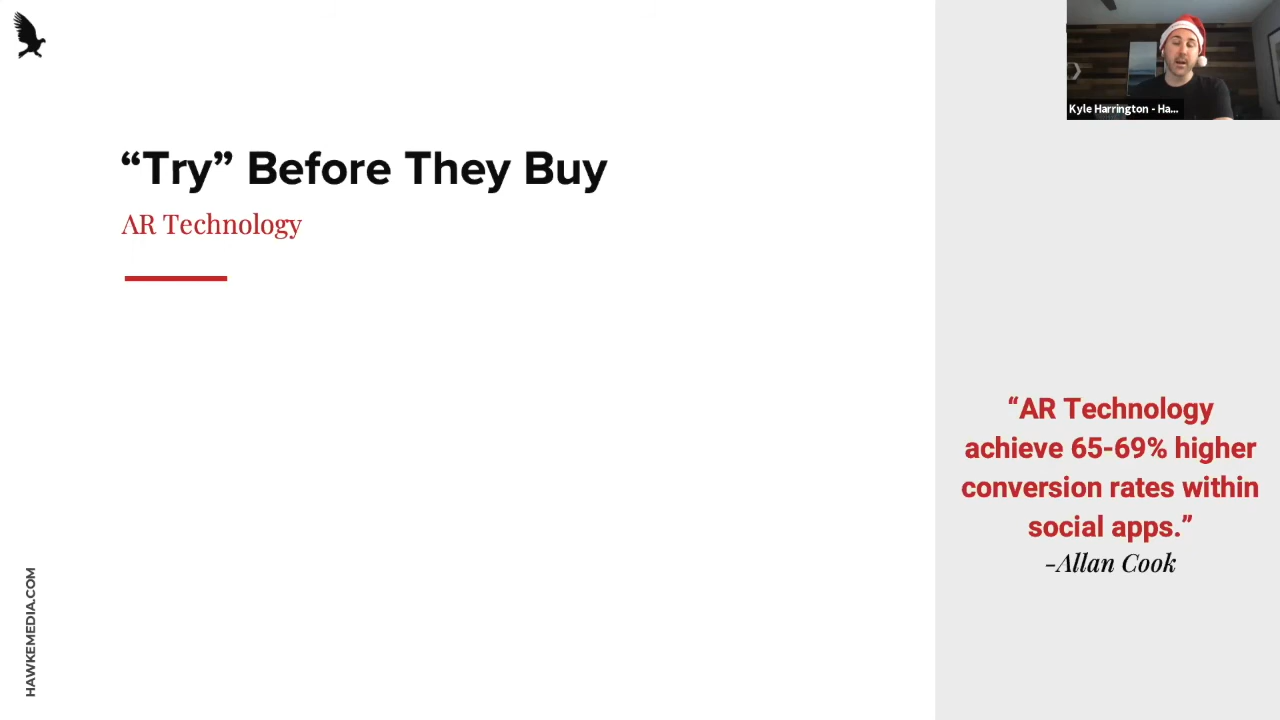 “Try” Before They Buy
AR Technology
Kyle Harrington - Ha...
“AR Technology
achieve 65-69% higher
conversion rates within
social apps.”
-Allan Cook
HAWKEMEDIA.COM